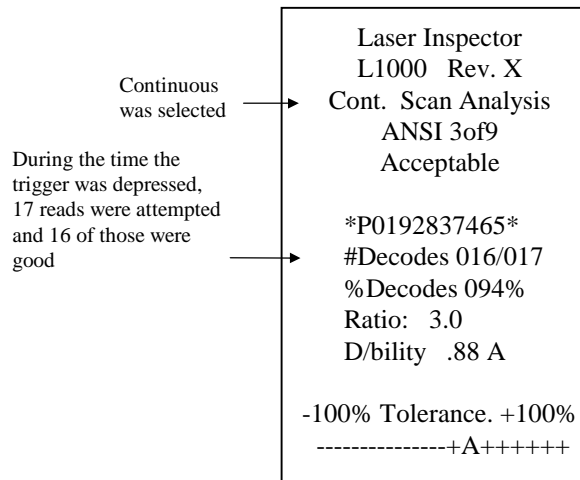 Laser Inspector
L1000 Rev. X
Continuous
was selected
Cont. Scan Analysis
ANSI 3of9
Acceptable
During the time the
trigger was depressed,
17 reads were attempted
and 16 of those were
good
*P0192837465*
#Decodes 016/017
%Decodes 094%
Ratio: 3.0
D/bility .88 A
-100% Tolerance. +100%
---------------+A++++++